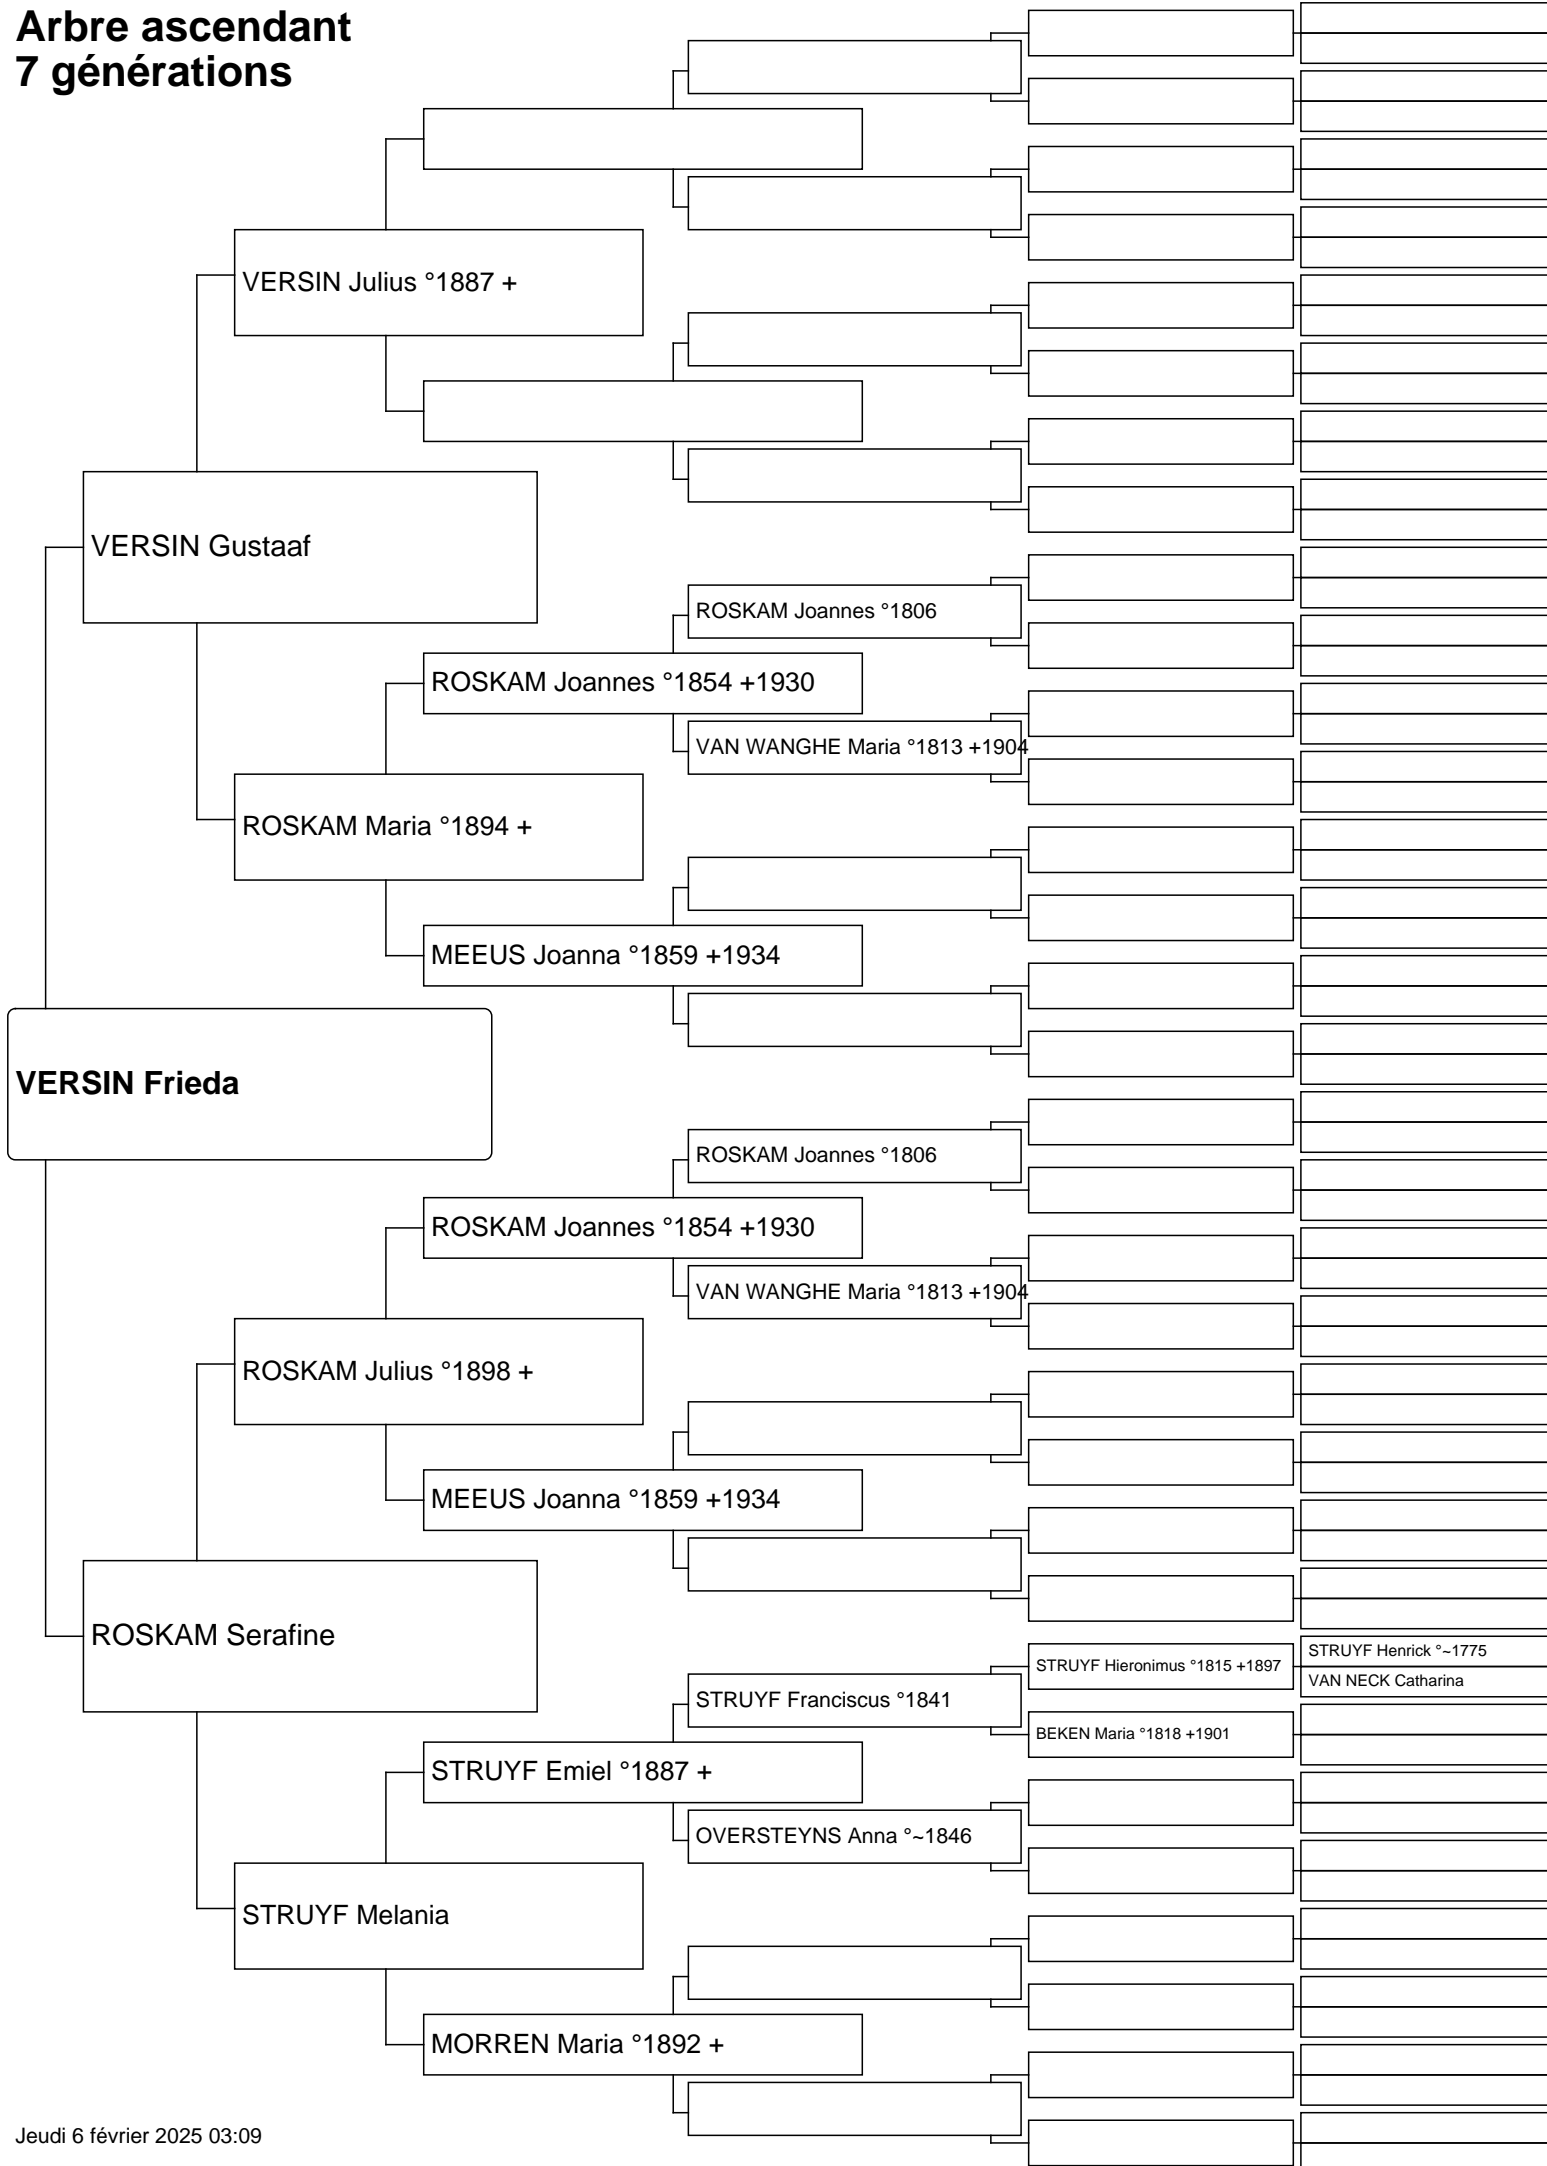 Arbre ascendant
7 générations
VERSIN Julius °1887 +
VERSIN Gustaaf
ROSKAM Joannes °1806
ROSKAM Joannes °1854 +1930
VAN WANGHE Maria °1813 +1904
ROSKAM Maria °1894 +
MEEUS Joanna °1859 +1934
VERSIN Frieda
ROSKAM Joannes °1806
ROSKAM Joannes °1854 +1930
VAN WANGHE Maria °1813 +1904
ROSKAM Julius °1898 +
MEEUS Joanna °1859 +1934
ROSKAM Serafine
STRUYF Henrick °~1775
STRUYF Hieronimus °1815 +1897
VAN NECK Catharina
STRUYF Franciscus °1841
BEKEN Maria °1818 +1901
STRUYF Emiel °1887 +
OVERSTEYNS Anna °~1846
STRUYF Melania
MORREN Maria °1892 +
Jeudi 6 février 2025 03:09